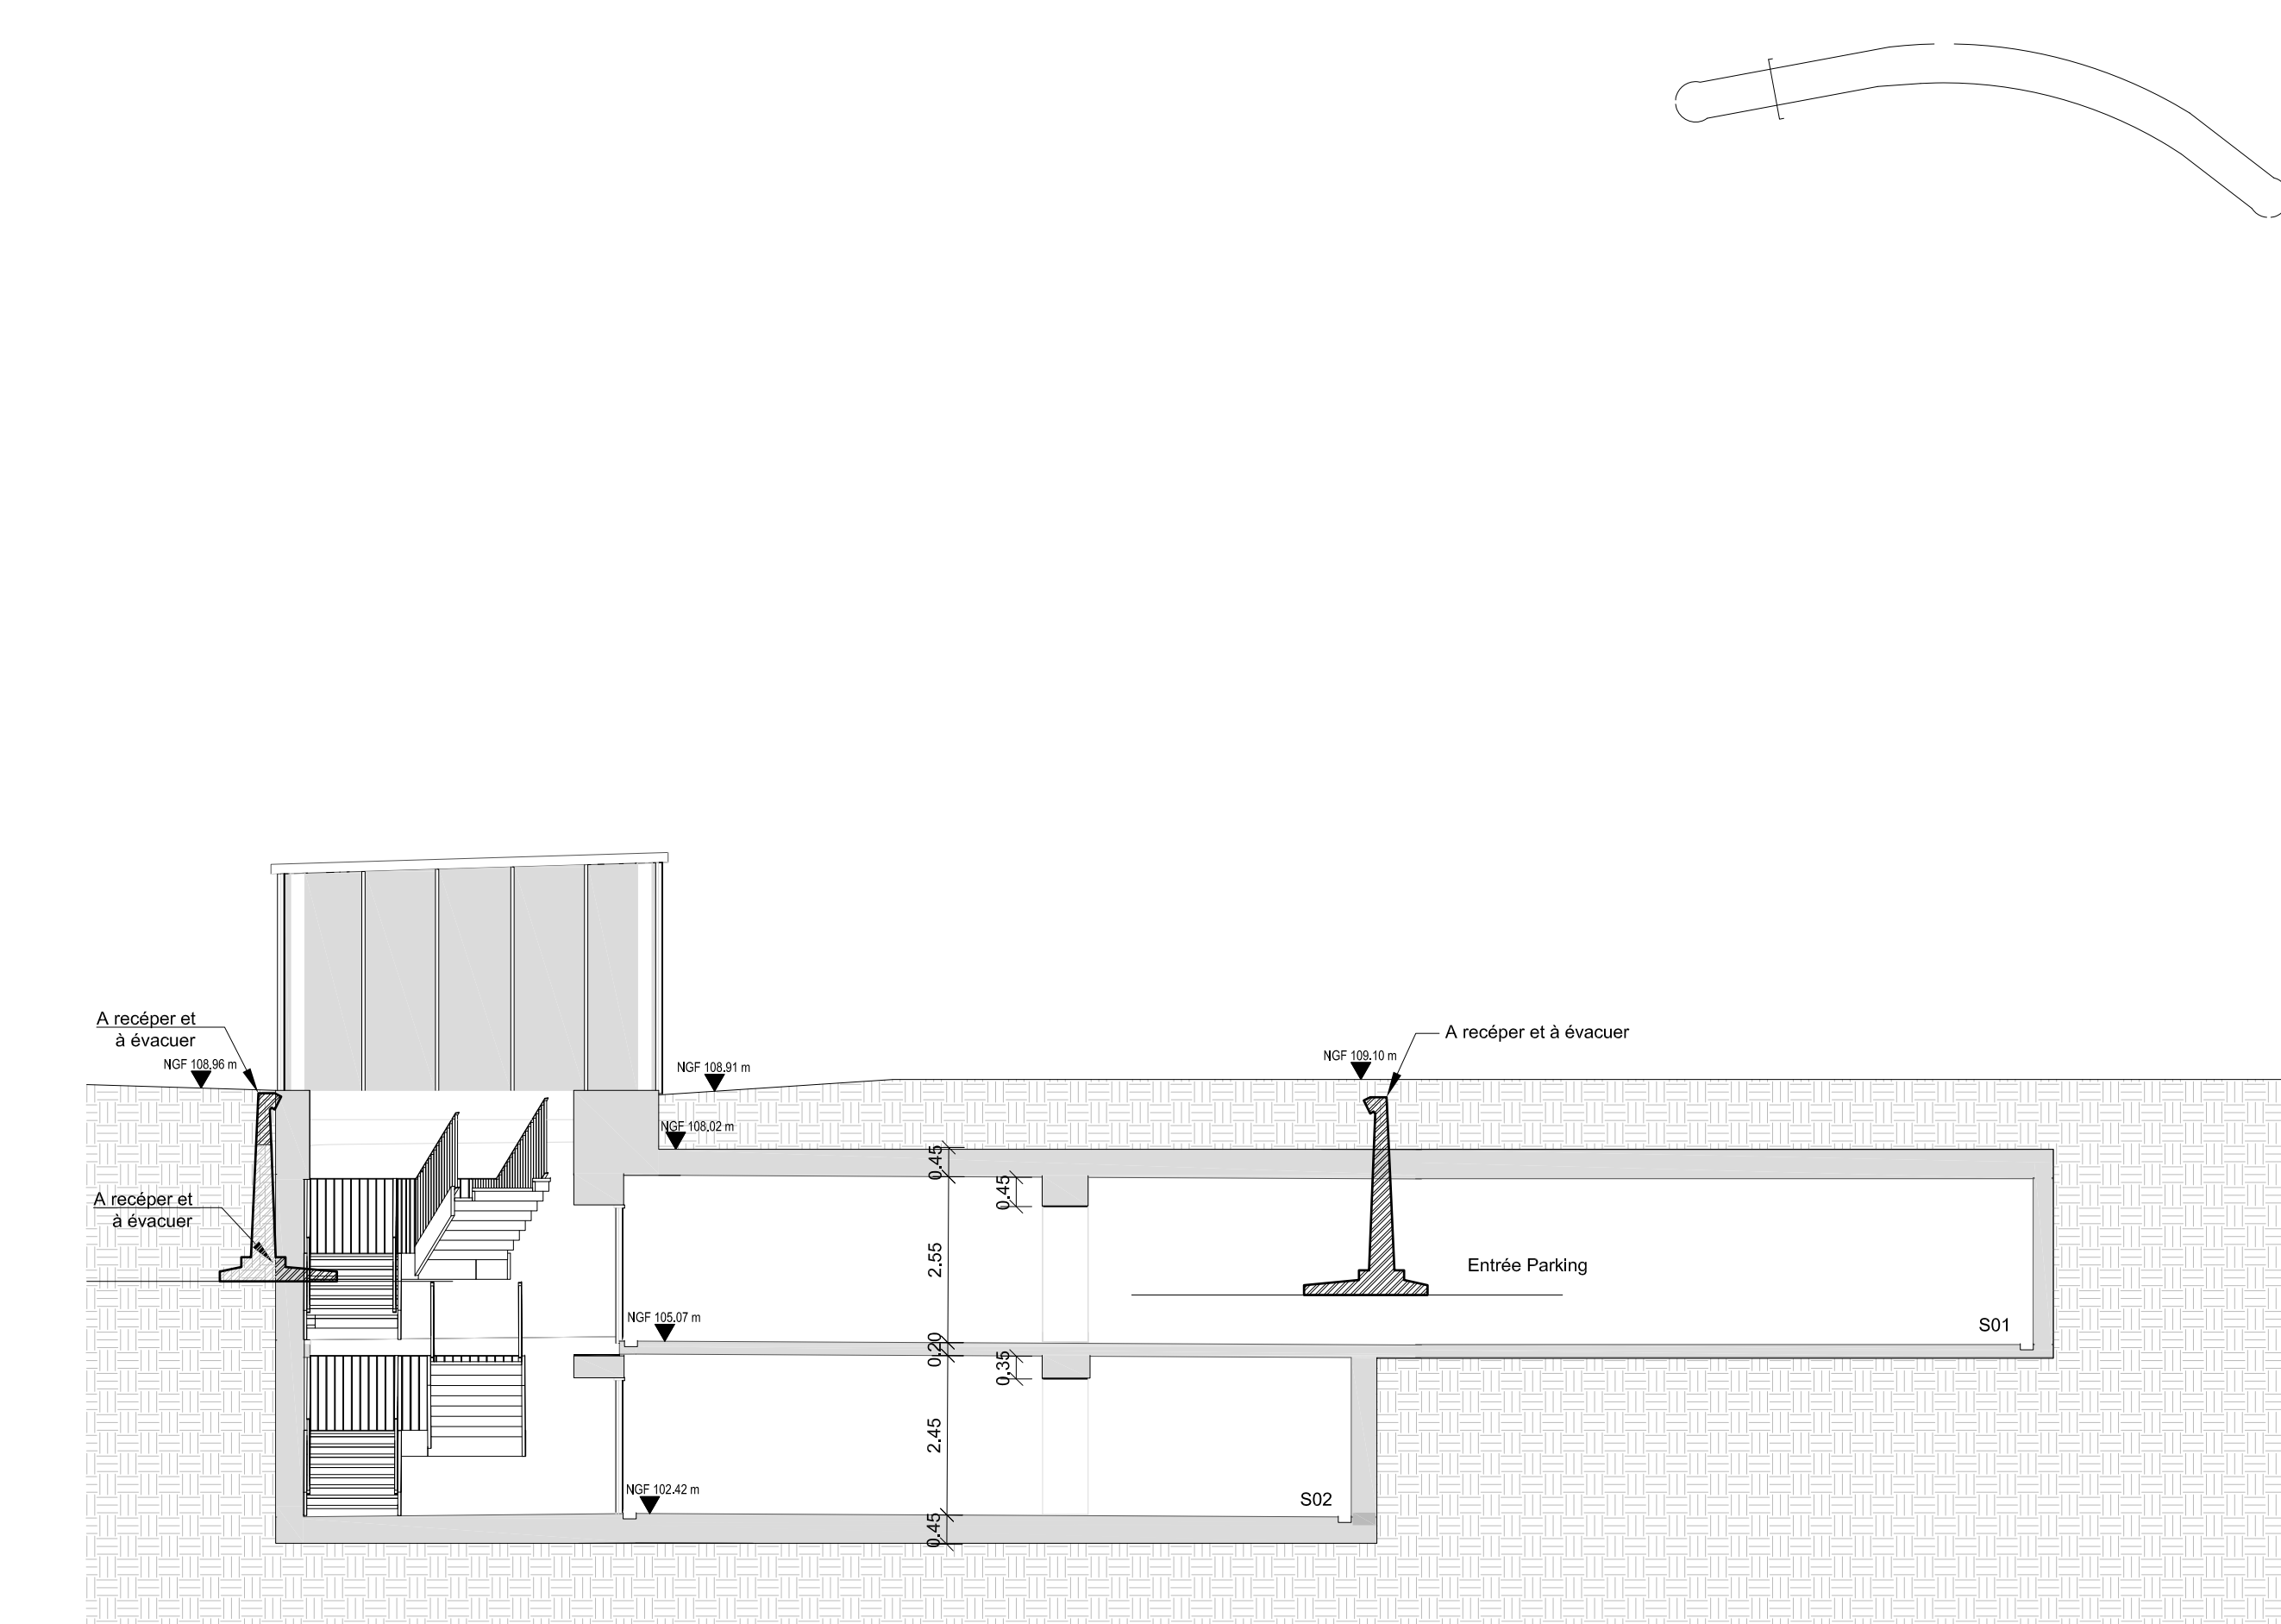 A recéper et
à évacuer
NGF 108.96 m
NGF 108.91 m
NGF 109.10 m
A recéper et à évacuer
NGF 108.02 m
0.45
0.45
A recéper et
à évacuer
2.55
Entrée Parking
NGF 105.07 m
S01
0.20
0.35
2.45
NGF 102.42 m
S02
0.45